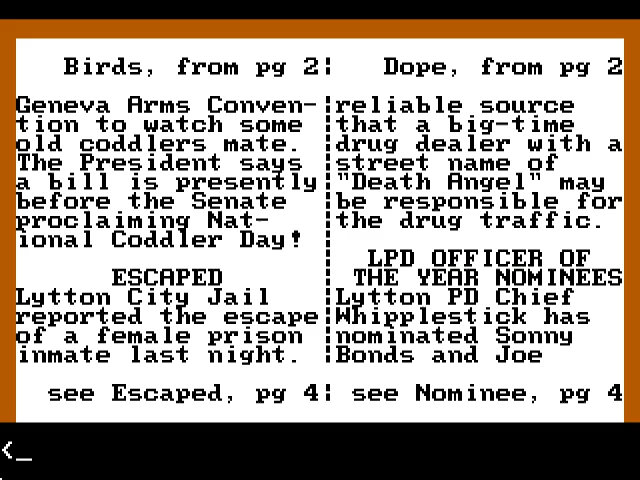 Birds, from pg 2
Geneva Arms Conven-
tion to watch some
old coddlers mate.
The President says
a bill is presently
before the Senate
proclaiming Nat-
ional Coddler Day!
ESCAPED
Lytton City Jail
reported the escape
of a female prison
inmate last night.
see Escaped, pg 4
Dope, from pg 2
reliable source
that a big-time
drug dealer with a
street name of
"Death Angel" may
be responsible for
the drug traffic.
LPD OFFICER OF
THE YEAR NOMINEES
Lytton PD Chief
Whipplestick has
nominated Sonny
Bonds and Joe
see Nominee, pg 4
<_